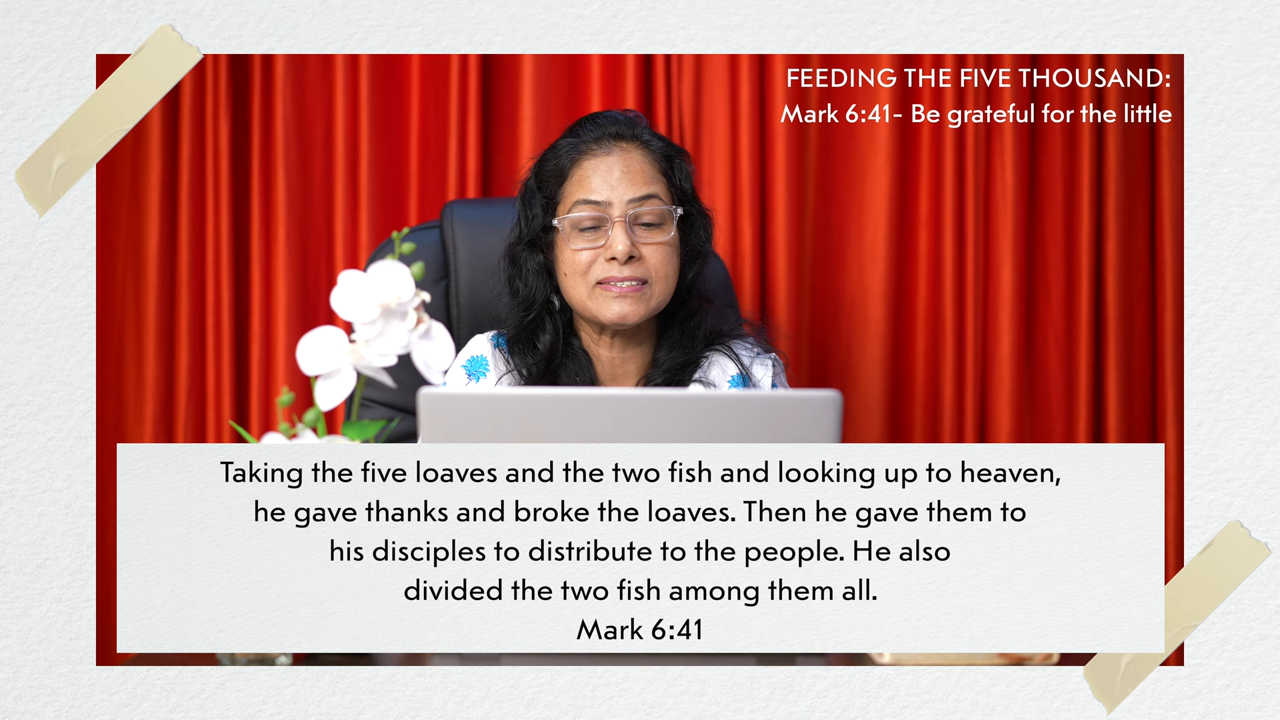 FEEDING THE FIVE THOUSAND:
Mark 6:41- Be grateful for the little
Taking the five loaves and the two fish and looking up to heaven,
he gave thanks and broke the loaves. Then he gave them to
his disciples to distribute to the people. He also
divided the two fish among them all.
Mark 6:41